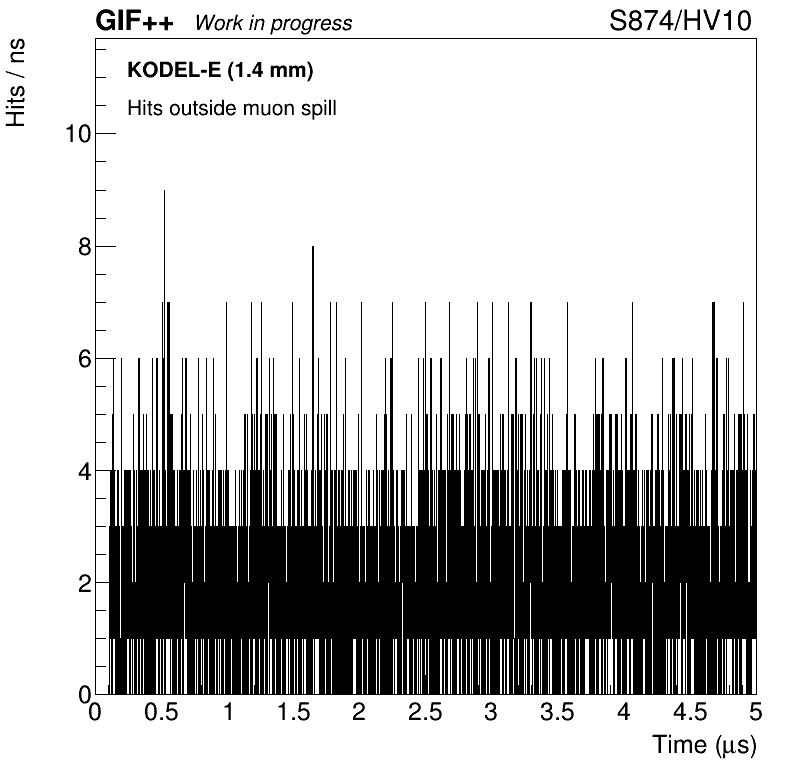 GIF++ Work in progress S874/HV10
Hits / ns
KODEL-E (1.4 mm)
Hits outside muon spill
10
8
6
4
2
0
0 0.5 1 1.5 2 2.5 3 3.5 4 4.5 5
Time (μs)